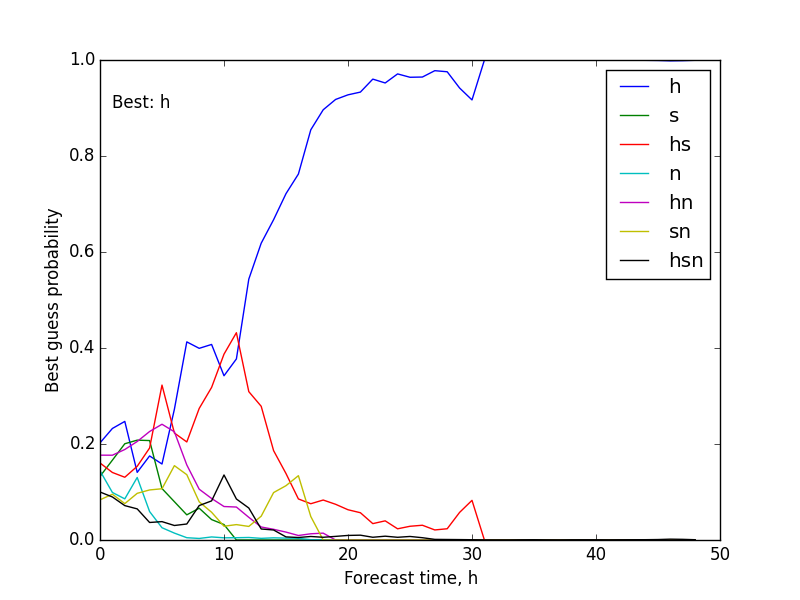 1.0
0.8
0.6
0.4
0.2
0.0
Best guess probability
Best: h
h
s
hs
n
hn
sn
hsn
0 10 20 30 40 50
Forecast time, h